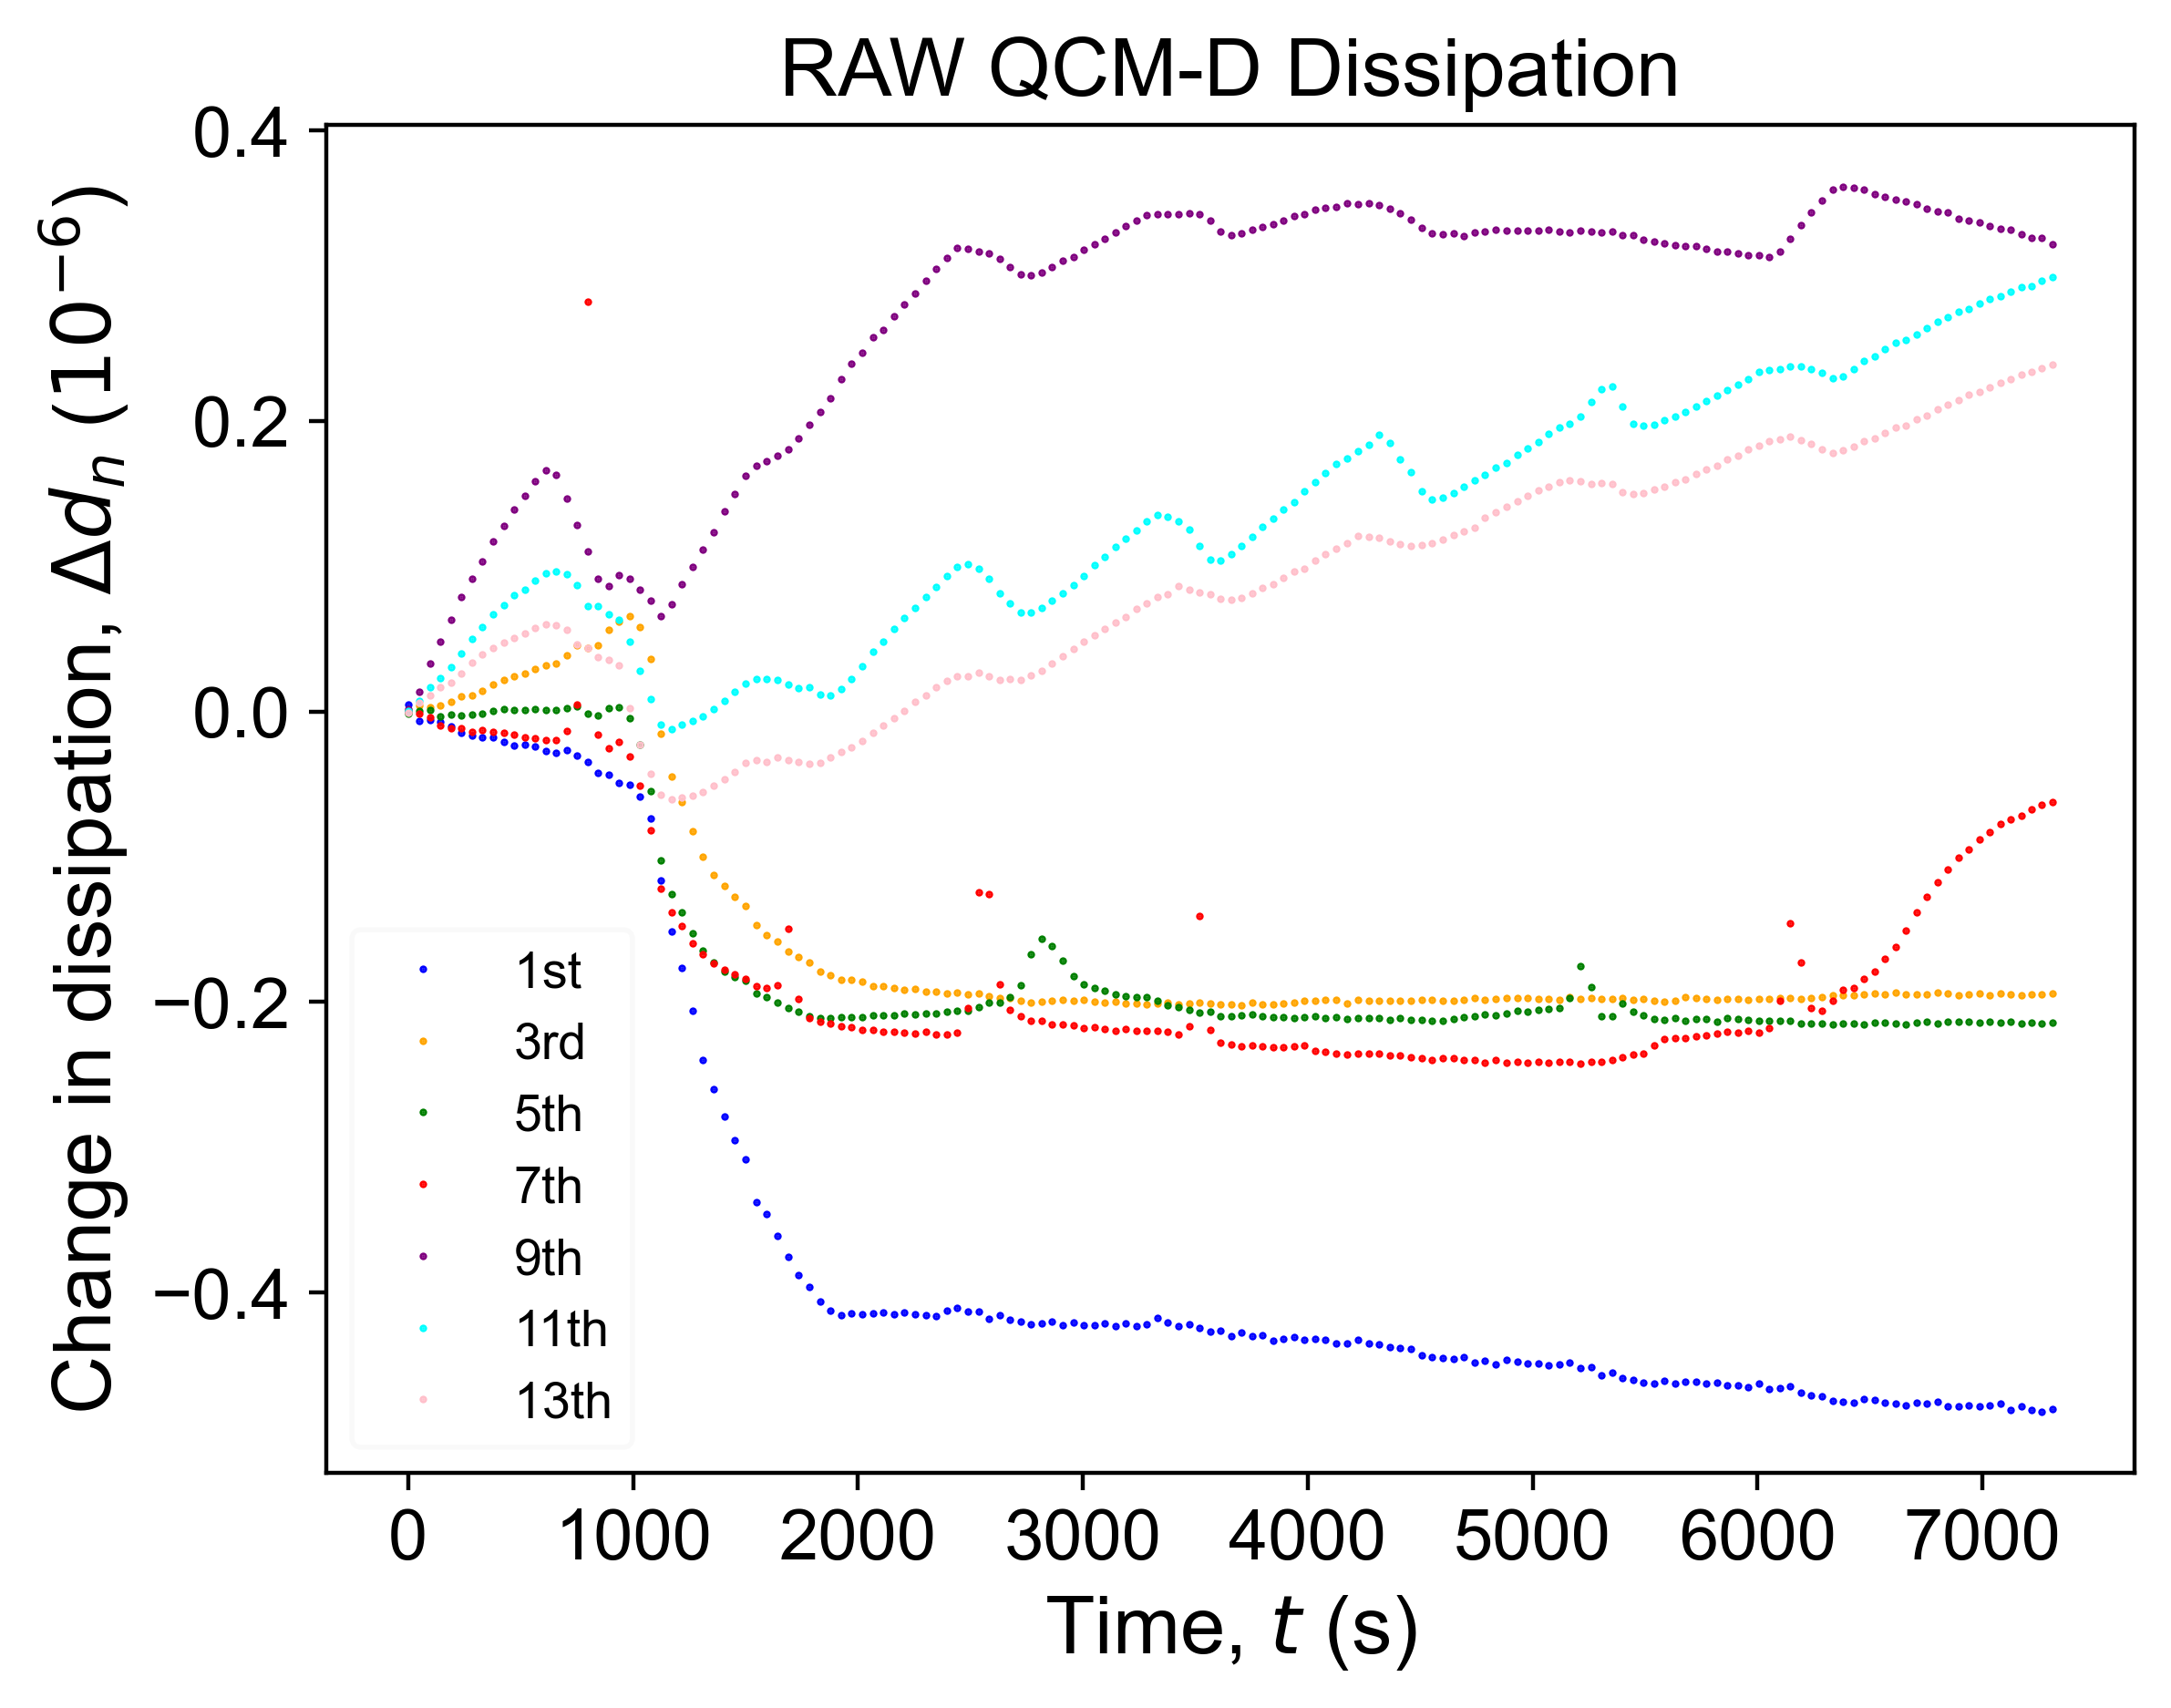 RAW QCM-D Dissipation
Change in dissipation, Δdₙ (10⁻⁶)
0.4
0.2
0.0
−0.2
−0.4
1st
3rd
5th
7th
9th
11th
13th
0 1000 2000 3000 4000 5000 6000 7000
Time, t (s)